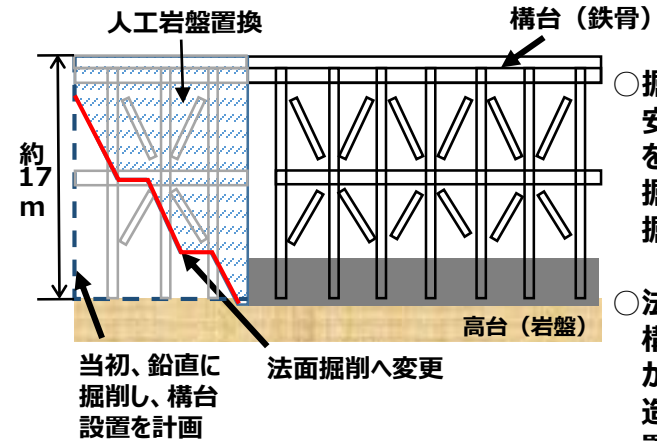 人工岩盤置換
構台（鉄骨）
約
17
m
高台（岩盤）
当初、鉛直に
掘削し、構台
設置を計画
法面掘削へ変更
○掘
安
を
掘
掘
○法
構
か
造